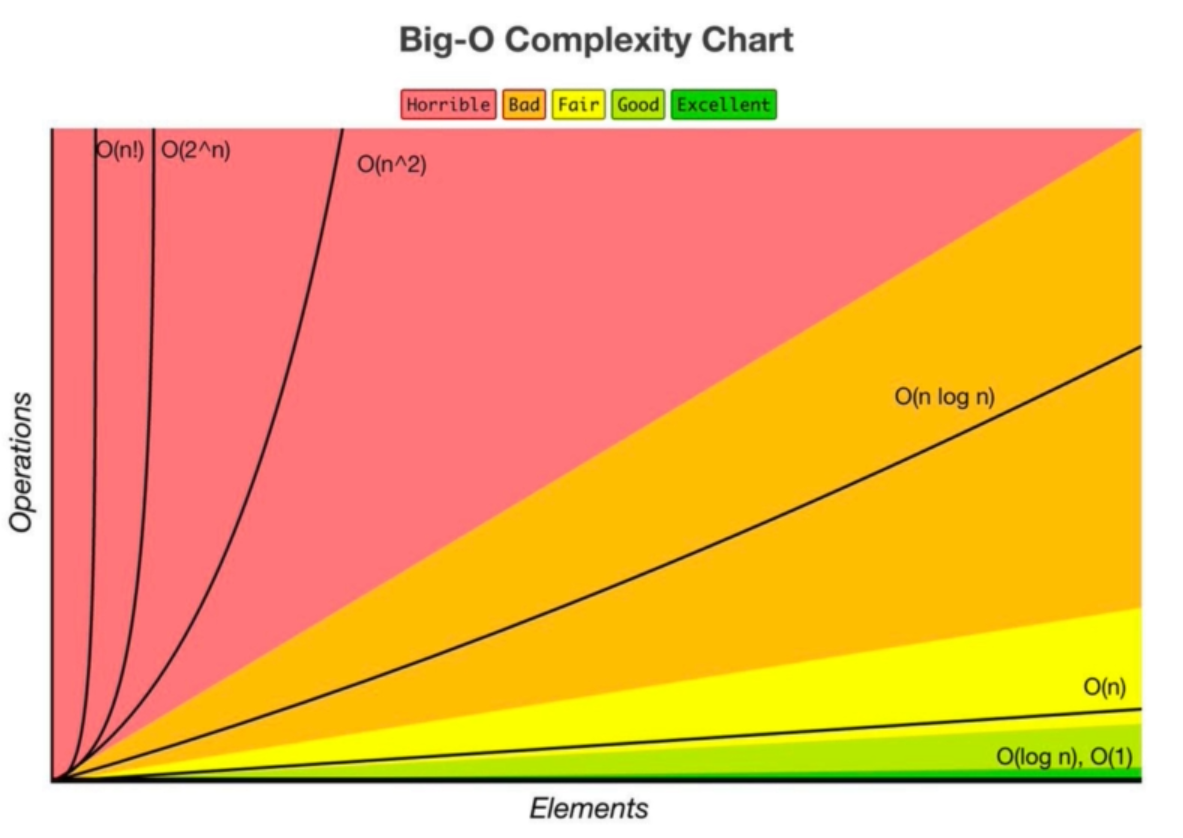 Big-O Complexity Chart
Horrible Bad Fair Good Excellent
O(n!) O(2^n)
O(n^2)
O(n log n)
O(n)
O(log n), O(1)
Operations
Elements